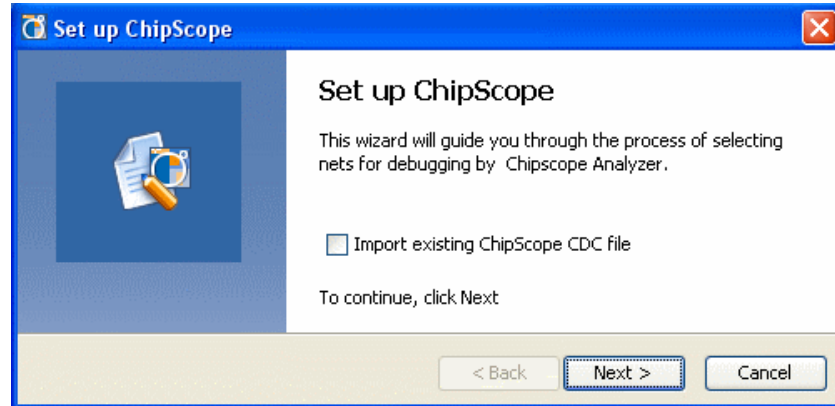 Set up ChipScope
Set up ChipScope
This wizard will guide you through the process of selecting
nets for debugging by Chipscope Analyzer.
Import existing ChipScope CDC file
To continue, click Next
< Back Next > Cancel